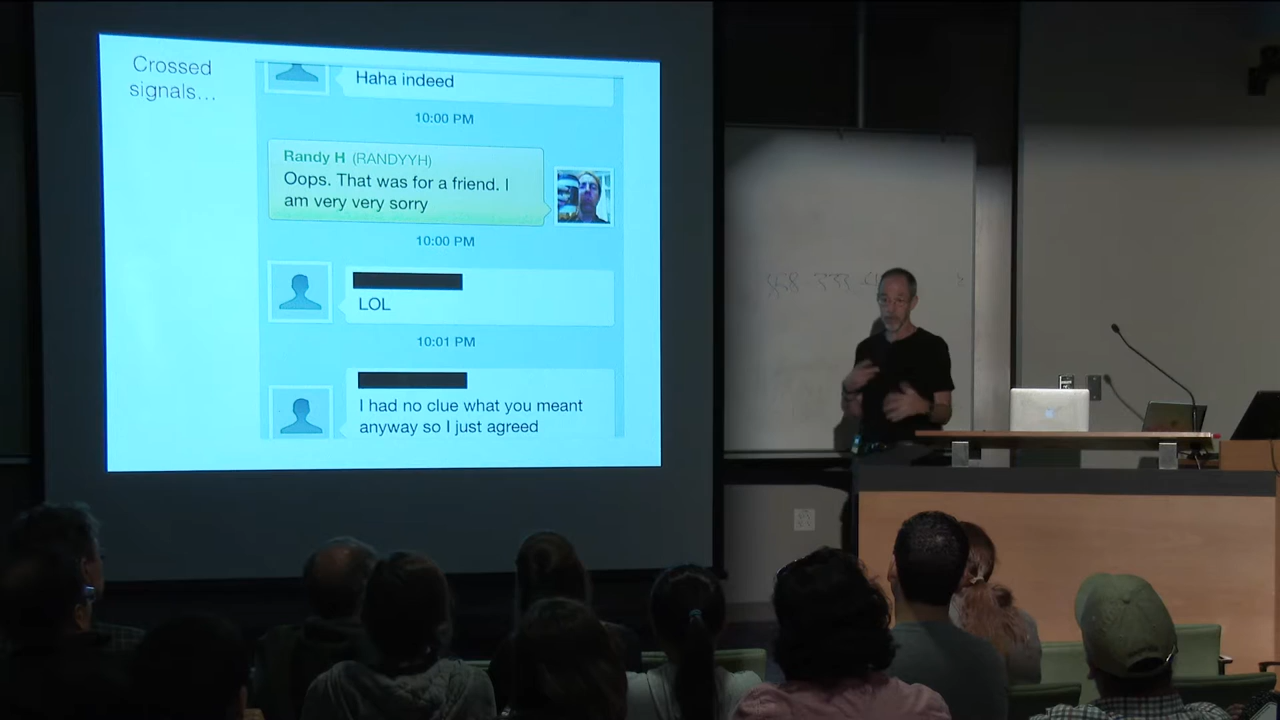 Crossed
signals...
Haha indeed
10:00 PM
Randy H (RANDYYH)
Oops. That was for a friend. I
am very very sorry
10:00 PM
LOL
10:01 PM
I had no clue what you meant
anyway so I just agreed